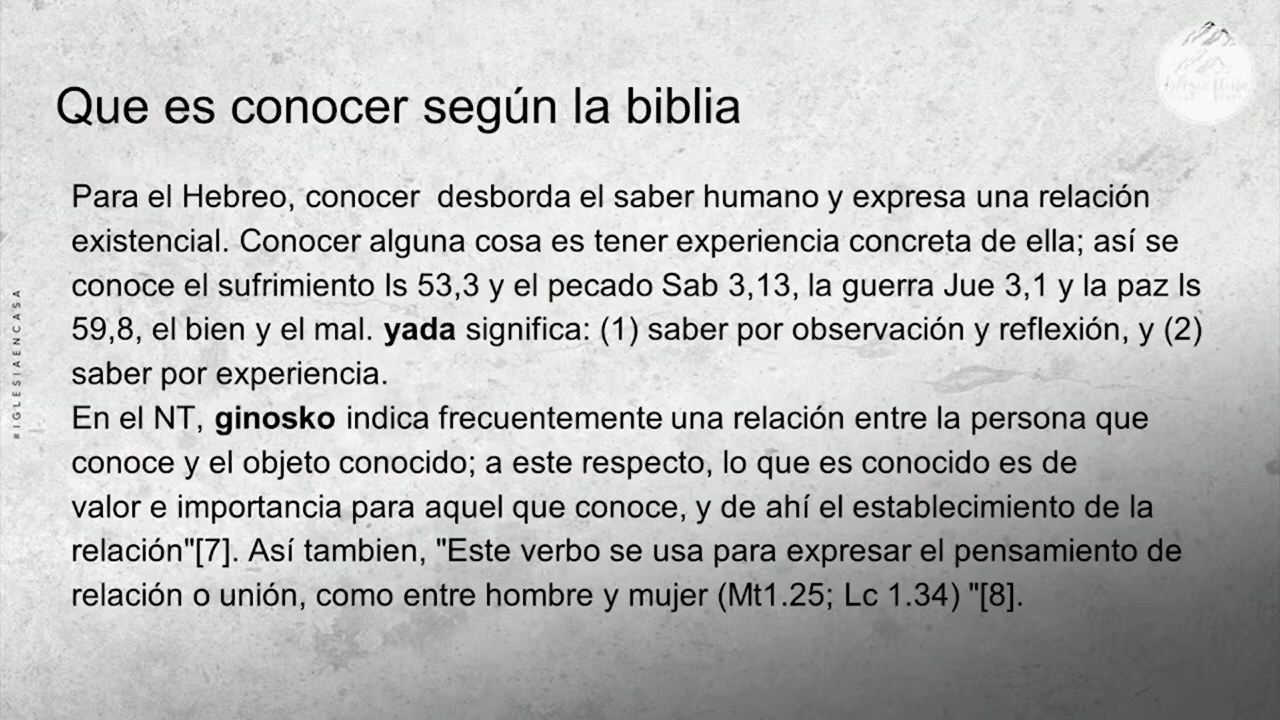 Que es conocer según la biblia
Para el Hebreo, conocer  desborda el saber humano y expresa una relación
existencial. Conocer alguna cosa es tener experiencia concreta de ella; así se
conoce el sufrimiento Is 53,3 y el pecado Sab 3,13, la guerra Jue 3,1 y la paz Is
59,8, el bien y el mal. yada significa: (1) saber por observación y reflexión, y (2)
saber por experiencia.
En el NT, ginosko indica frecuentemente una relación entre la persona que
conoce y el objeto conocido; a este respecto, lo que es conocido es de
valor e importancia para aquel que conoce, y de ahí el establecimiento de la
relación"[7]. Así tambien, "Este verbo se usa para expresar el pensamiento de
relación o unión, como entre hombre y mujer (Mt1.25; Lc 1.34) "[8].
#IGLESIAENCASA